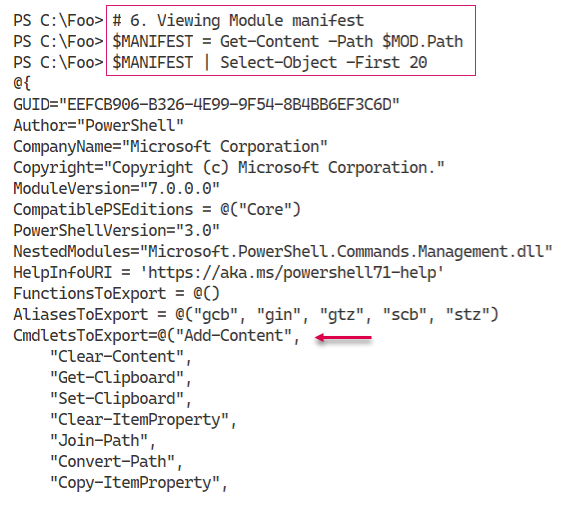 PS C:\Foo> # 6. Viewing Module manifest
PS C:\Foo> $MANIFEST = Get-Content -Path $MOD.Path
PS C:\Foo> $MANIFEST | Select-Object -First 20
@{
GUID="EEFCB906-B326-4E99-9F54-8B4BB6EF3C6D"
Author="PowerShell"
CompanyName="Microsoft Corporation"
Copyright="Copyright (c) Microsoft Corporation."
ModuleVersion="7.0.0.0"
CompatiblePSEditions = @("Core")
PowerShellVersion="3.0"
NestedModules="Microsoft.PowerShell.Commands.Management.dll"
HelpInfoURI = 'https://aka.ms/powershell71-help'
FunctionsToExport = @()
AliasesToExport = @("gcb", "gin", "gtz", "scb", "stz")
CmdletsToExport=@("Add-Content",
    "Clear-Content",
    "Get-Clipboard",
    "Set-Clipboard",
    "Clear-ItemProperty",
    "Join-Path",
    "Convert-Path",
    "Copy-ItemProperty",